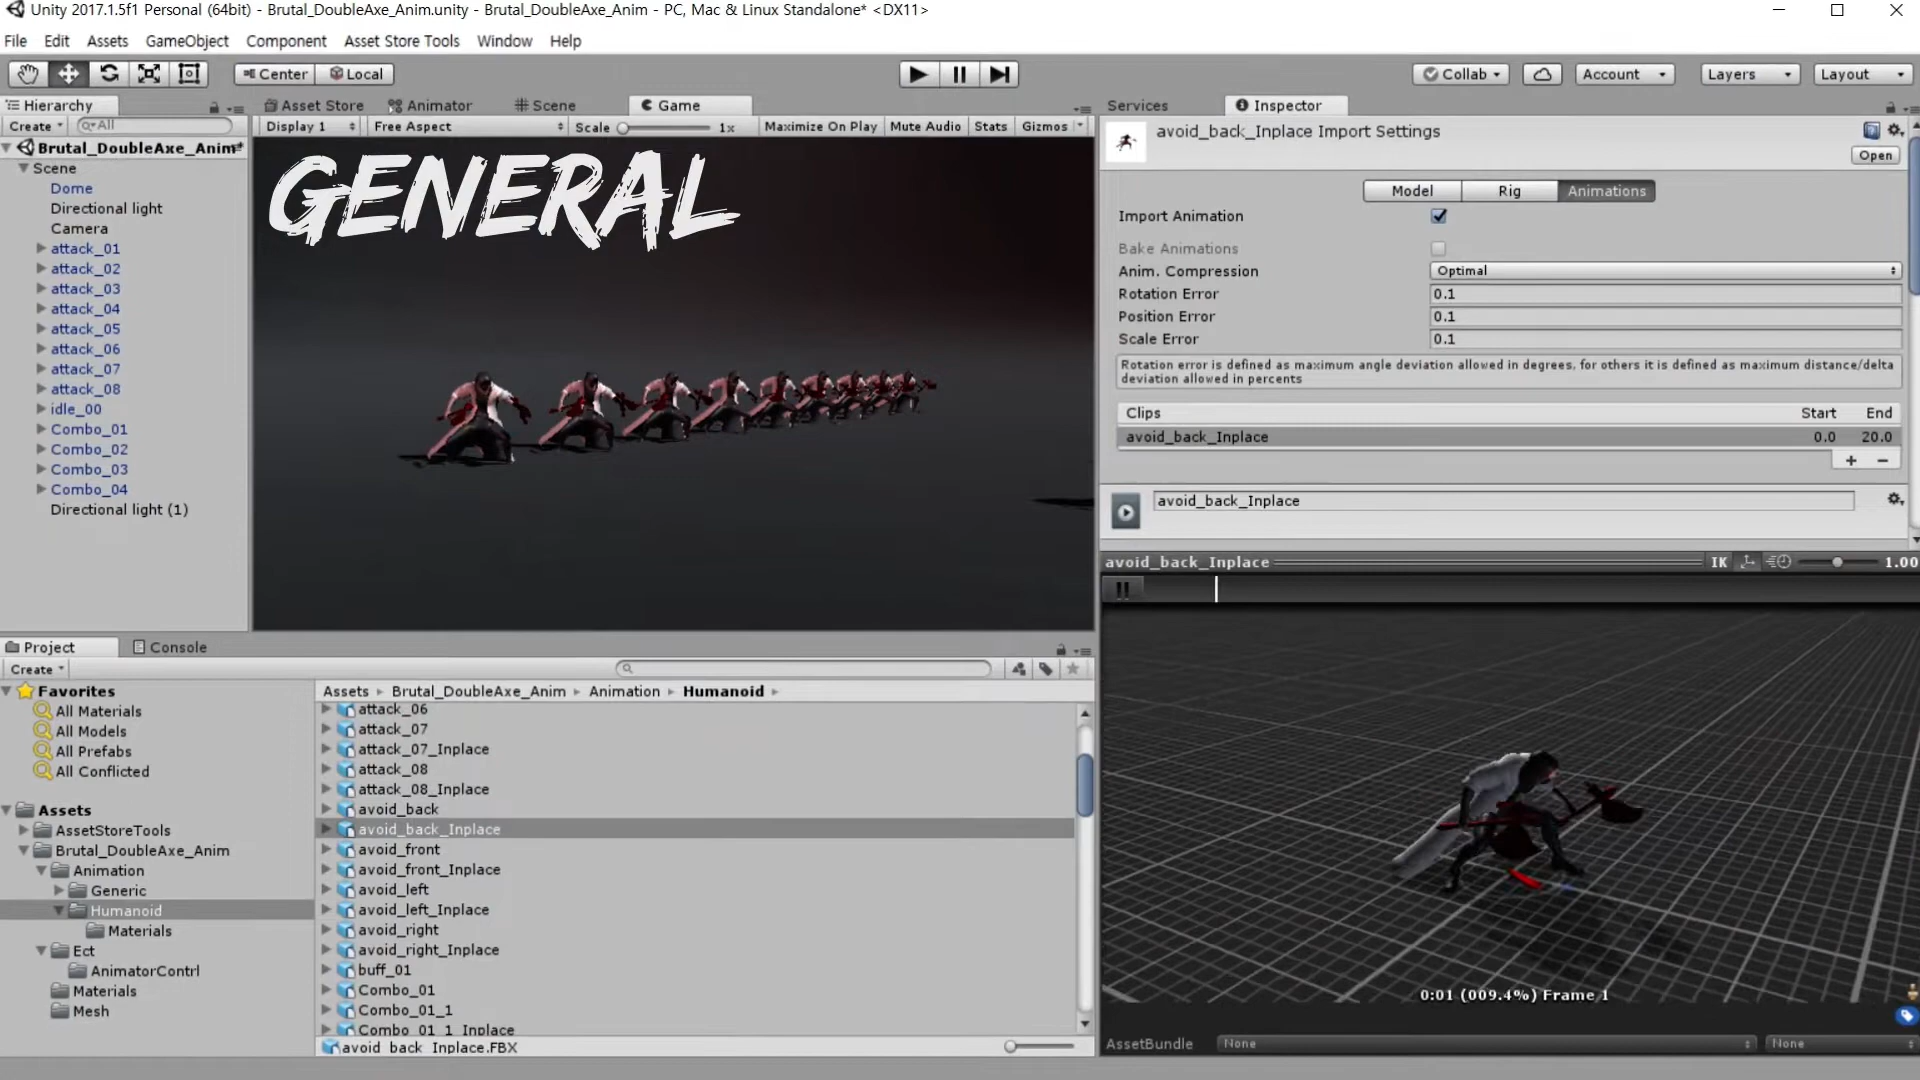 Unity 2017.1.5f1 Personal (64bit) - Brutal_DoubleAxe_Anim.unity - Brutal_DoubleAxe_Anim - PC, Mac & Linux Standalone* <DX11>
File Edit Assets GameObject Component Asset Store Tools Window Help
Center Local Collab Account Layers Layout
Hierarchy
Create All
Brutal_DoubleAxe_Anim*
Scene
Dome
Directional light
Camera
attack_01
attack_02
attack_03
attack_04
attack_05
attack_06
attack_07
attack_08
idle_00
Combo_01
Combo_02
Combo_03
Combo_04
Directional light (1)
Asset Store Animator Scene Game
Display 1 Free Aspect Scale 1x Maximize On Play Mute Audio Stats Gizmos
GENERAL
Services Inspector
avoid_back_Inplace Import Settings
Open
Model Rig Animations
Import Animation
Bake Animations
Anim. Compression Optimal
Rotation Error 0.1
Position Error 0.1
Scale Error 0.1
Rotation error is defined as maximum angle deviation allowed in degrees, for others it is defined as maximum distance/delta
deviation allowed in percents
Clips Start End
avoid_back_Inplace 0.0 20.0
+ −
avoid_back_Inplace
avoid_back_Inplace IK 1.00
0:01 (009.4%) Frame 1
AssetBundle None None
Project Console
Create
Favorites
All Materials
All Models
All Prefabs
All Conflicted
Assets
AssetStoreTools
Brutal_DoubleAxe_Anim
Animation
Generic
Humanoid
Materials
Ect
AnimatorContrl
Materials
Mesh
Assets Brutal_DoubleAxe_Anim Animation Humanoid
attack_06
attack_07
attack_07_Inplace
attack_08
attack_08_Inplace
avoid_back
avoid_back_Inplace
avoid_front
avoid_front_Inplace
avoid_left
avoid_left_Inplace
avoid_right
avoid_right_Inplace
buff_01
Combo_01
Combo_01_1
Combo_01_1_Inplace
avoid_back_Inplace.FBX